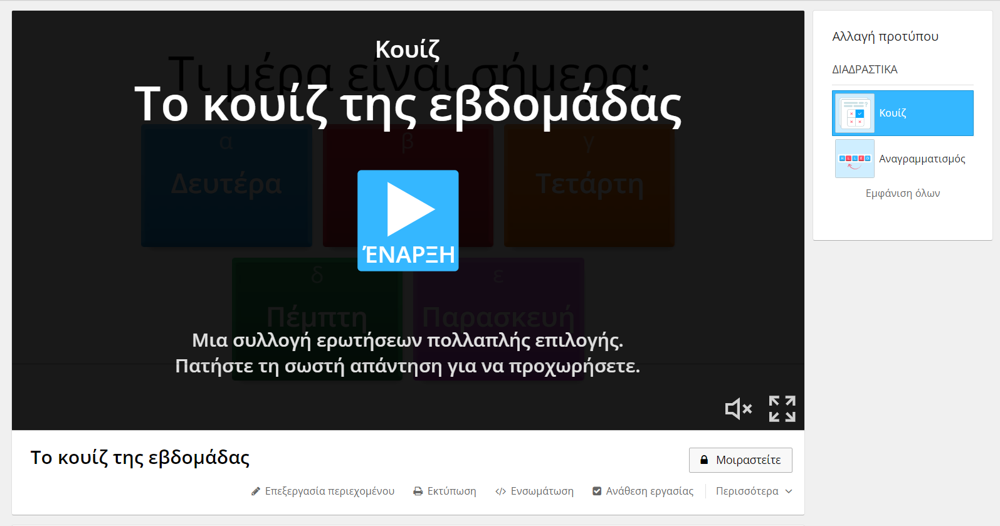 Κουίζ
Τι μέρα είναι σήμερα;
Το κουίζ της εβδομάδας
α
β
γ
Δευτέρα
Τετάρτη
ΈΝΑΡΞΗ
δ
ε
Πέμπτη
Παρασκευή
Μια συλλογή ερωτήσεων πολλαπλής επιλογής.
Πατήστε τη σωστή απάντηση για να προχωρήσετε.
Το κουίζ της εβδομάδας
Μοιραστείτε
Επεξεργασία περιεχομένου
Εκτύπωση
Ενσωμάτωση
Ανάθεση εργασίας
Περισσότερα
Αλλαγή προτύπου
ΔΙΑΔΡΑΣΤΙΚΑ
Κουίζ
Αναγραμματισμός
Εμφάνιση όλων